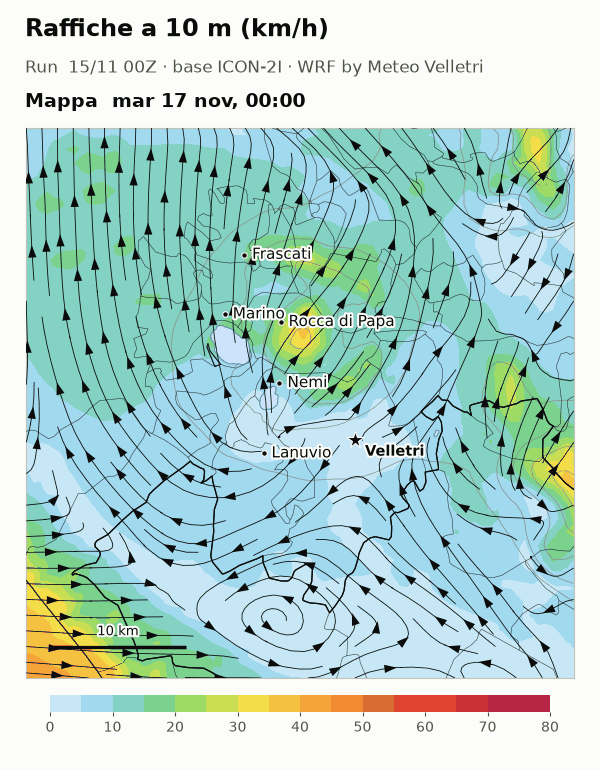 Raffiche a 10 m (km/h)
Run 15/11 00Z · base ICON-2I · WRF by Meteo Velletri
Mappa mar 17 nov, 00:00
Frascati
Marino
Rocca di Papa
Nemi
Velletri
Lanuvio
10 km
0 10 20 30 40 50 60 70 80